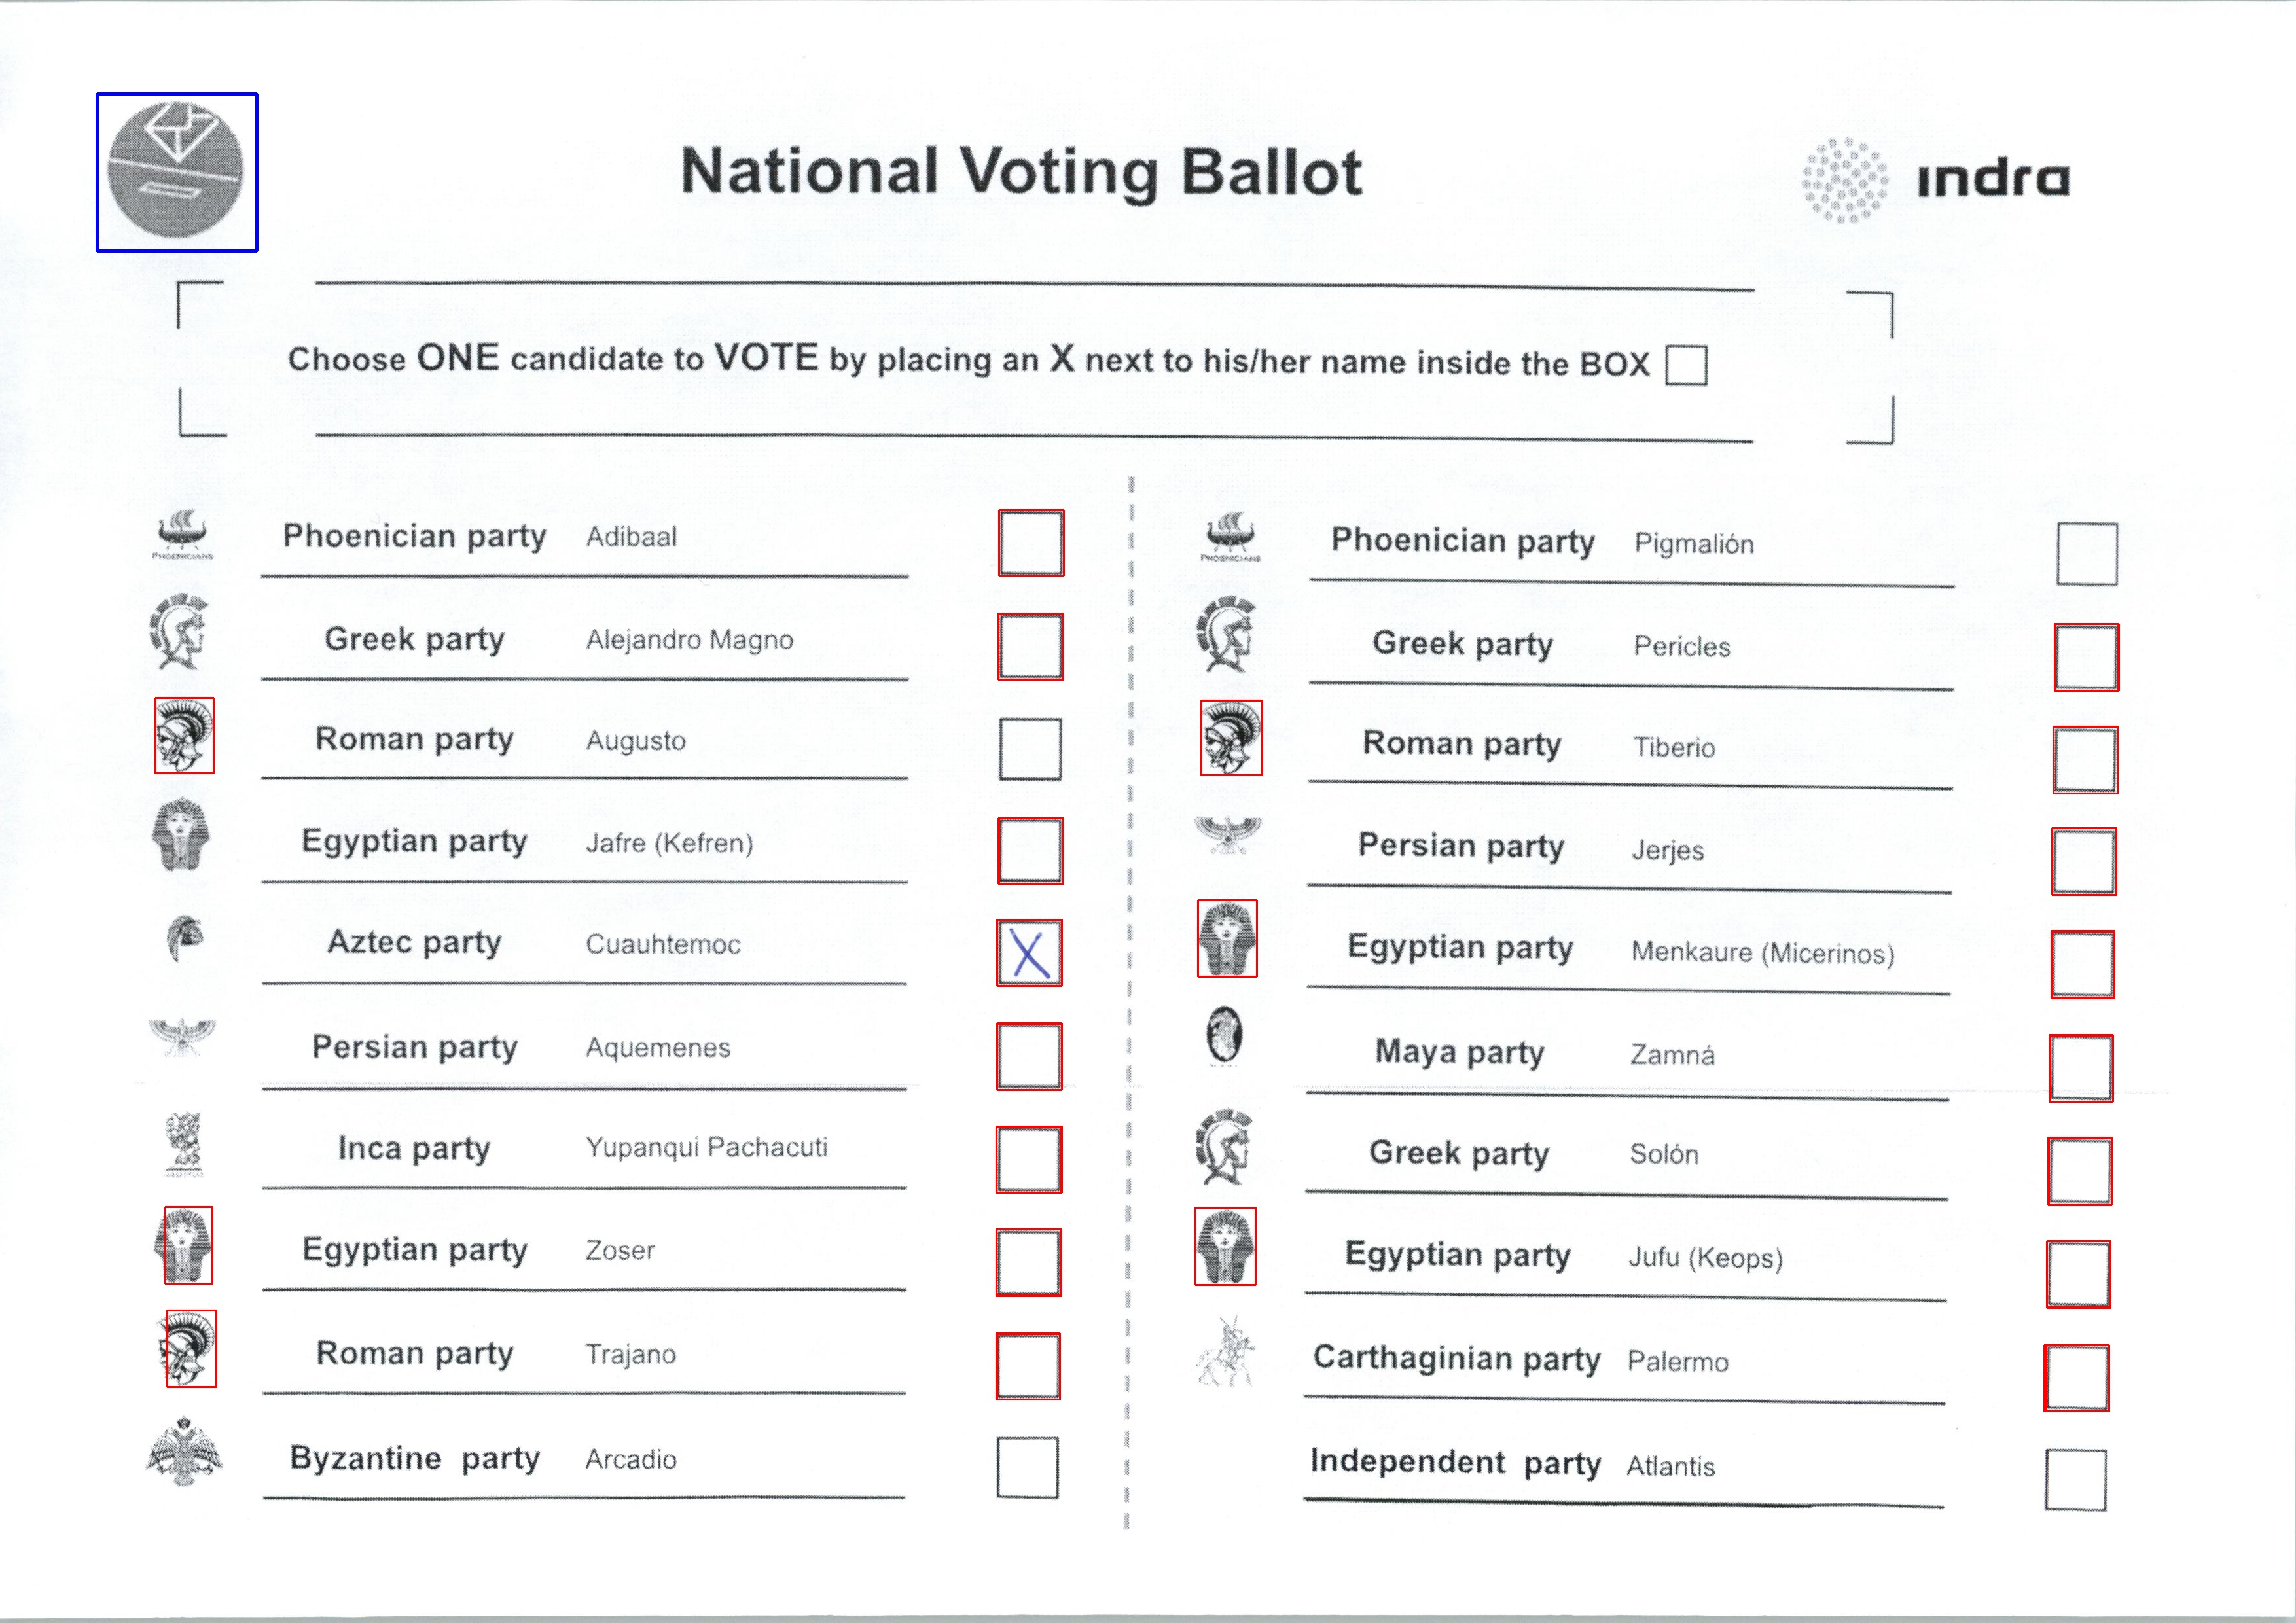 National Voting Ballot
indra
Choose ONE candidate to VOTE by placing an X next to his/her name inside the BOX
PHOENICIANS
Phoenician party Adibaal
Greek party Alejandro Magno
Roman party Augusto
Egyptian party Jafre (Kefren)
Aztec party Cuauhtemoc X
Persian party Aquemenes
Inca party Yupanqui Pachacuti
Egyptian party Zoser
Roman party Trajano
Byzantine party Arcadio
PHOENICIANS
Phoenician party Pigmalión
Greek party Pericles
Roman party Tiberio
Persian party Jerjes
Egyptian party Menkaure (Micerinos)
Maya party Zamná
Greek party Solón
Egyptian party Jufu (Keops)
Carthaginian party Palermo
Independent party Atlantis